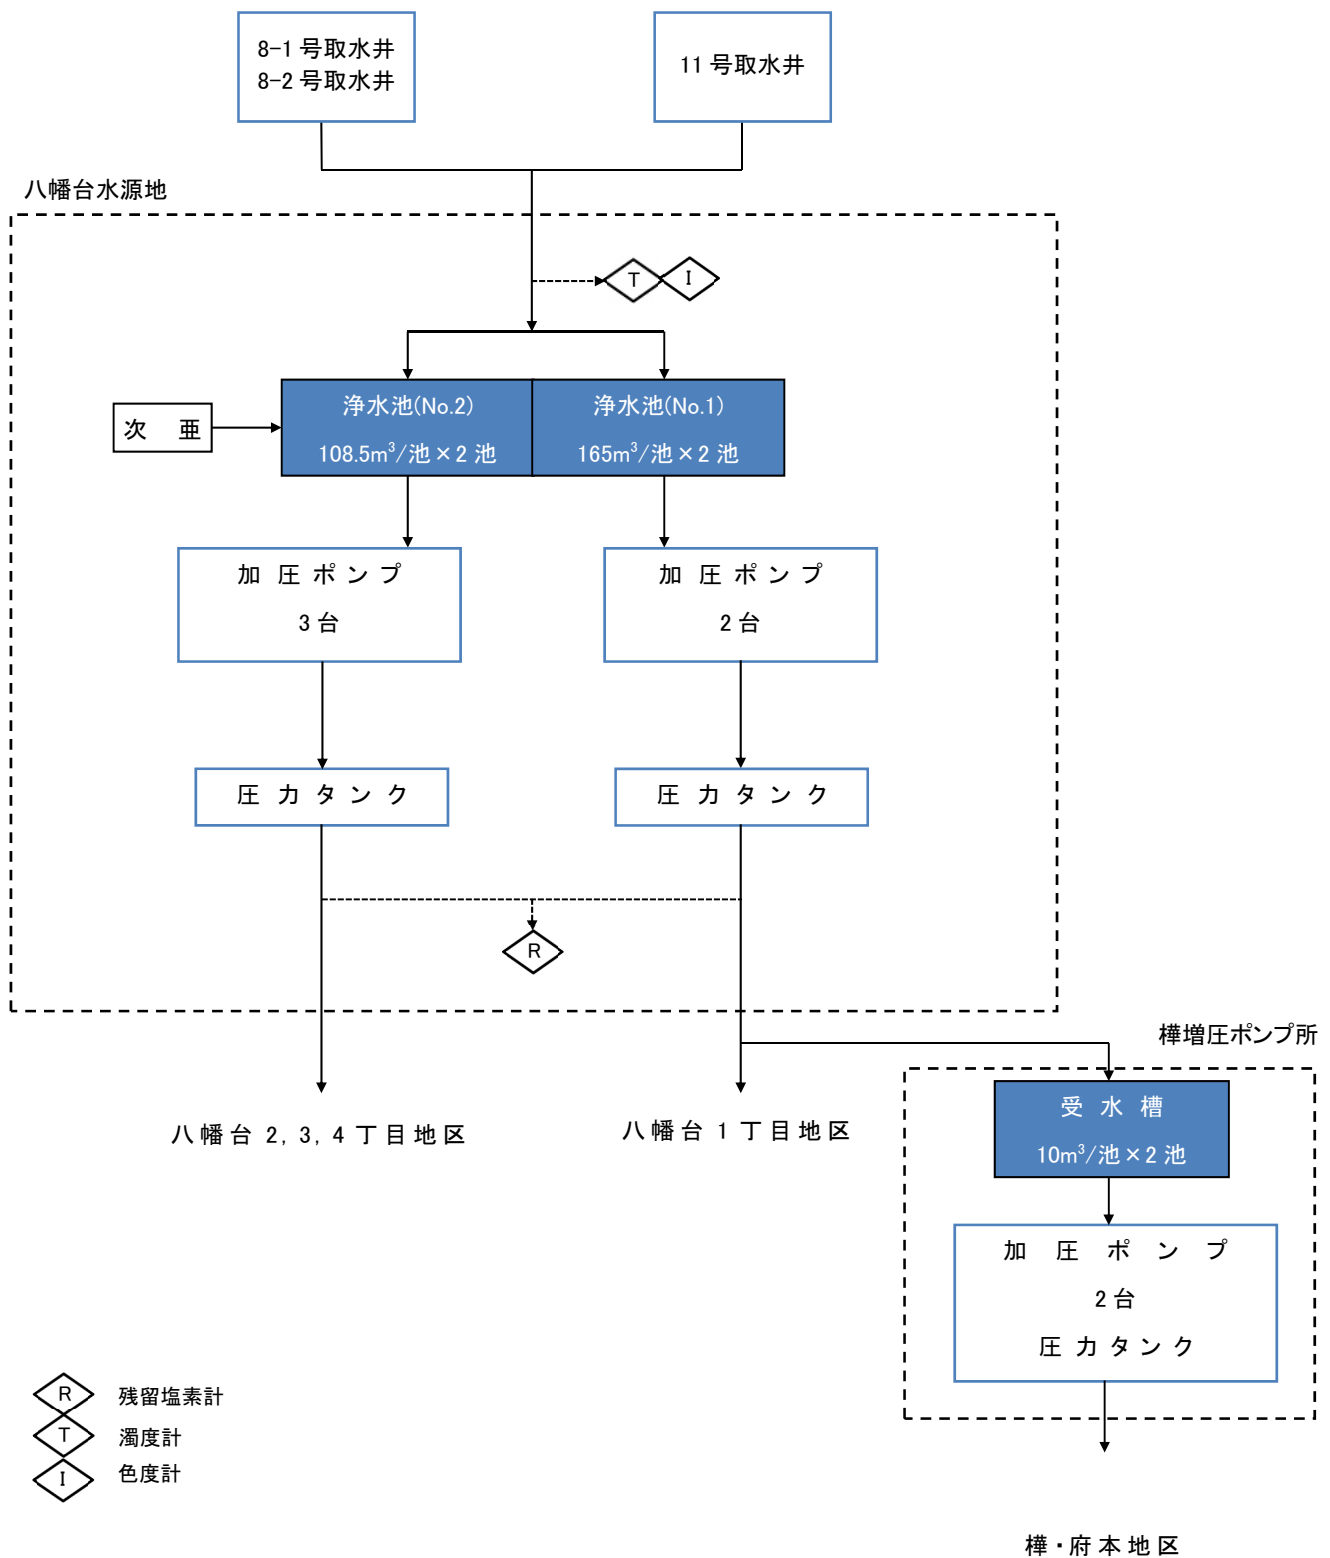 8-1 号取水井
8-2 号取水井
11 号取水井
八幡台水源地
T
I
浄水池(No.2)
108.5m³/池×2 池
浄水池(No.1)
165m³/池×2 池
次 亜
加 圧 ポ ン プ
3 台
加 圧 ポ ン プ
2 台
圧 力 タ ン ク
圧 力 タ ン ク
R
樺増圧ポンプ所
受 水 槽
10m³/池×2 池
八幡台 2, 3, 4 丁目地区
八幡台 1 丁目地区
加 圧 ポ ン プ
2 台
圧 力 タ ン ク
R 残留塩素計
T 濁度計
I 色度計
樺・府本地区